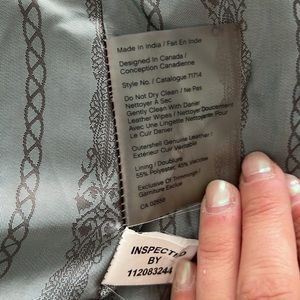 Made in India / Fait En Inde
Designed In Canada /
Conception Canadienne
Style No. / Catalogue 71714
Do Not Dry Clean / Ne Pas
Nettoyer A Sec
Gently Clean With Danier
Leather Wipes / Nettoyer Doucement
Avec Une Lingette Nettoyante Pour
Le Cuir Danier
Outershell Genuine Leather /
Extérieur Cuir Véritable
Lining / Doublure
55% Polyester, 45% Viscose
Exclusive Of Trimmings /
Garniture Exclue
CA 02550
INSPECTED
BY
112083244